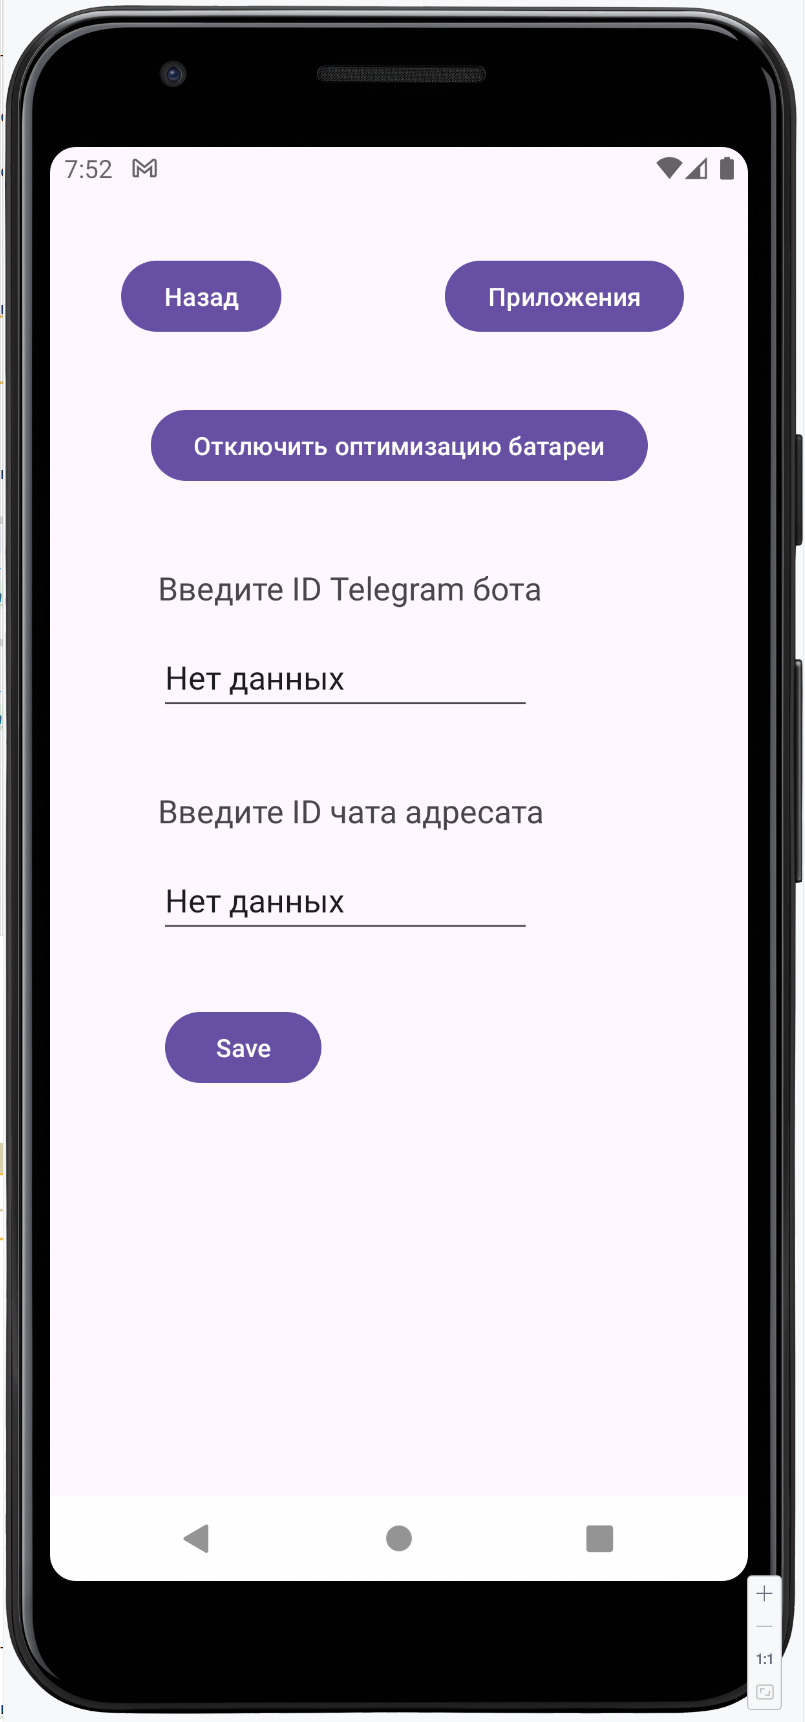 7:52
Назад
Приложения
Отключить оптимизацию батареи
Введите ID Telegram бота
Нет данных
Введите ID чата адресата
Нет данных
Save
1:1